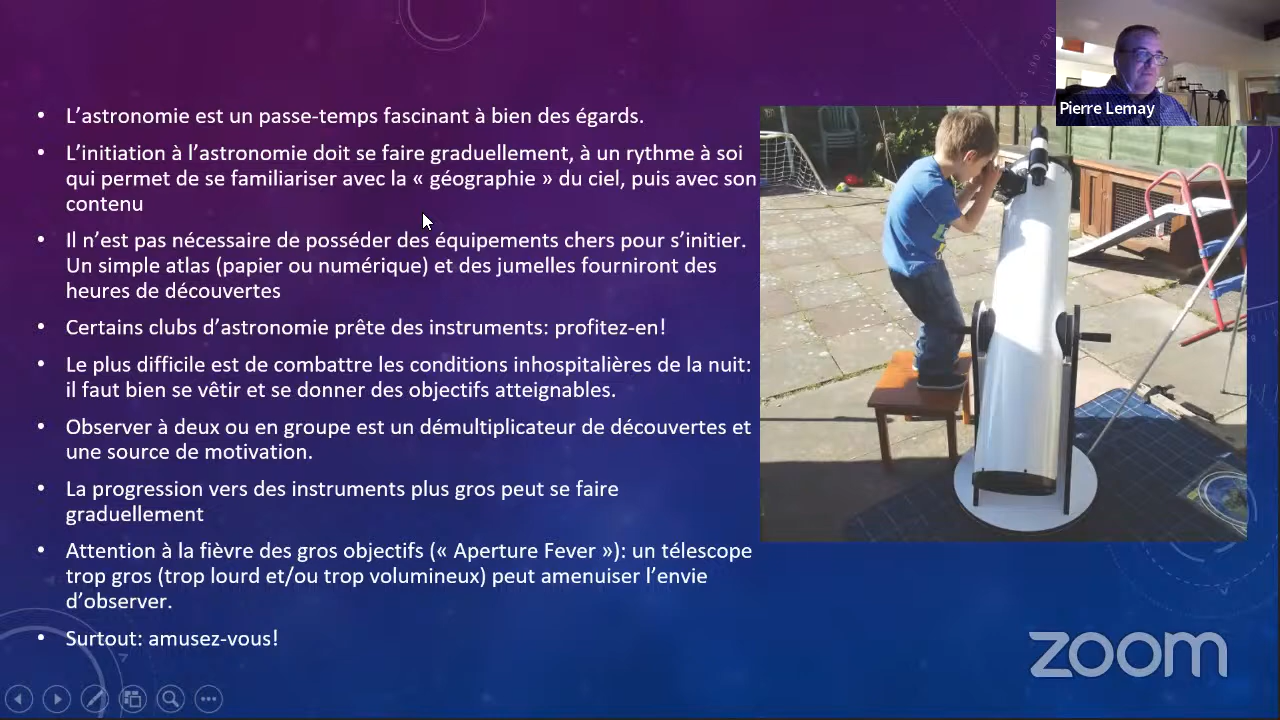 Pierre Lemay
• L’astronomie est un passe-temps fascinant à bien des égards.
• L’initiation à l’astronomie doit se faire graduellement, à un rythme à soi
qui permet de se familiariser avec la « géographie » du ciel, puis avec son
contenu
• Il n’est pas nécessaire de posséder des équipements chers pour s’initier.
Un simple atlas (papier ou numérique) et des jumelles fourniront des
heures de découvertes
• Certains clubs d’astronomie prête des instruments: profitez-en!
• Le plus difficile est de combattre les conditions inhospitalières de la nuit:
il faut bien se vêtir et se donner des objectifs atteignables.
• Observer à deux ou en groupe est un démultiplicateur de découvertes et
une source de motivation.
• La progression vers des instruments plus gros peut se faire
graduellement
• Attention à la fièvre des gros objectifs (« Aperture Fever »): un télescope
trop gros (trop lourd et/ou trop volumineux) peut amenuiser l’envie
d’observer.
• Surtout: amusez-vous!
zoom